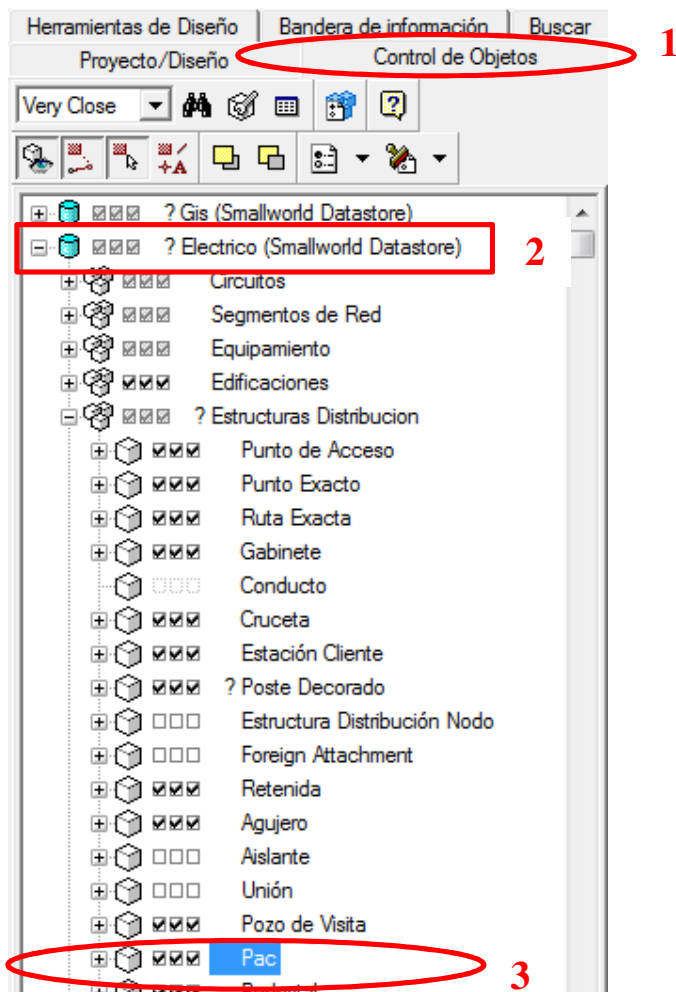 Herramientas de Diseño Bandera de información Buscar
Proyecto/Diseño Control de Objetos 1
Very Close
? Gis (Smallworld Datastore)
? Electrico (Smallworld Datastore) 2
Circuitos
Segmentos de Red
Equipamiento
Edificaciones
? Estructuras Distribucion
Punto de Acceso
Punto Exacto
Ruta Exacta
Gabinete
Conducto
Cruceta
Estación Cliente
? Poste Decorado
Estructura Distribución Nodo
Foreign Attachment
Retenida
Agujero
Aislante
Unión
Pozo de Visita
Pac
3